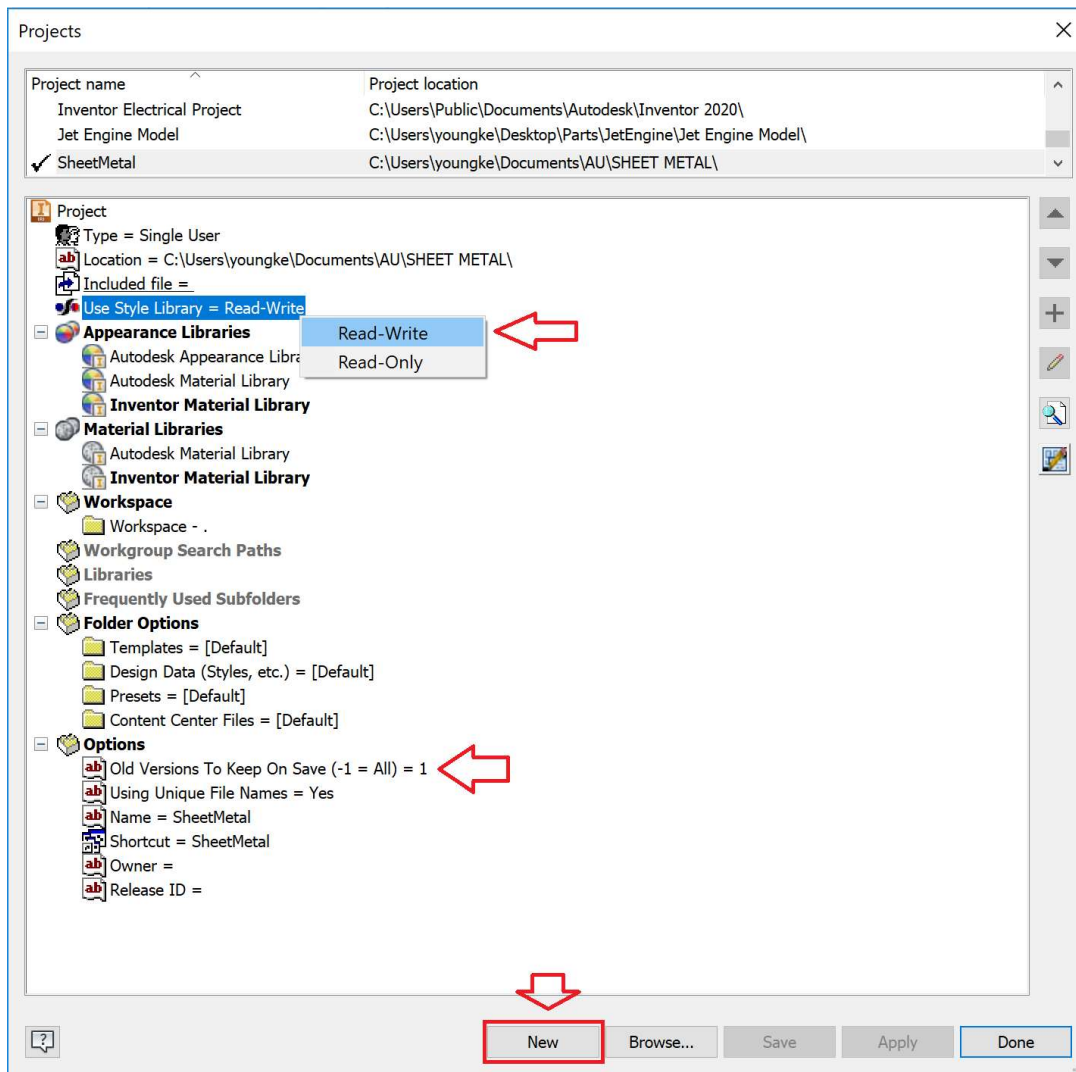 Projects
Project name Project location
Inventor Electrical Project C:\Users\Public\Documents\Autodesk\Inventor 2020\
Jet Engine Model C:\Users\youngke\Desktop\Parts\JetEngine\Jet Engine Model\
SheetMetal C:\Users\youngke\Documents\AU\SHEET METAL\
Project
Type = Single User
Location = C:\Users\youngke\Documents\AU\SHEET METAL\
Included file =
Use Style Library = Read-Write
Appearance Libraries
Read-Write
Autodesk Appearance Libra
Read-Only
Autodesk Material Library
Inventor Material Library
Material Libraries
Autodesk Material Library
Inventor Material Library
Workspace
Workspace - .
Workgroup Search Paths
Libraries
Frequently Used Subfolders
Folder Options
Templates = [Default]
Design Data (Styles, etc.) = [Default]
Presets = [Default]
Content Center Files = [Default]
Options
Old Versions To Keep On Save (-1 = All) = 1
Using Unique File Names = Yes
Name = SheetMetal
Shortcut = SheetMetal
Owner =
Release ID =
New Browse... Save Apply Done